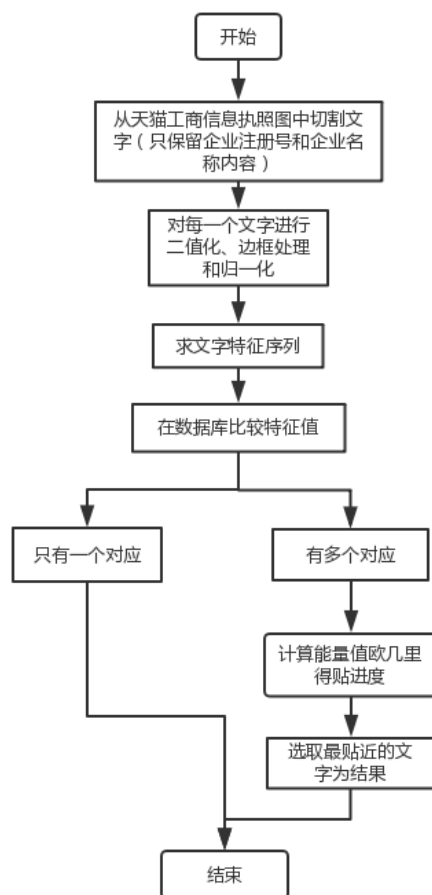 开始
从天猫工商信息执照图中切割文
字（只保留企业注册号和企业名
称内容）
对每一个文字进行
二值化、边框处理
和归一化
求文字特征序列
在数据库比较特征值
只有一个对应
有多个对应
计算能量值欧几里
得贴进度
选取最贴近的文
字为结果
结束